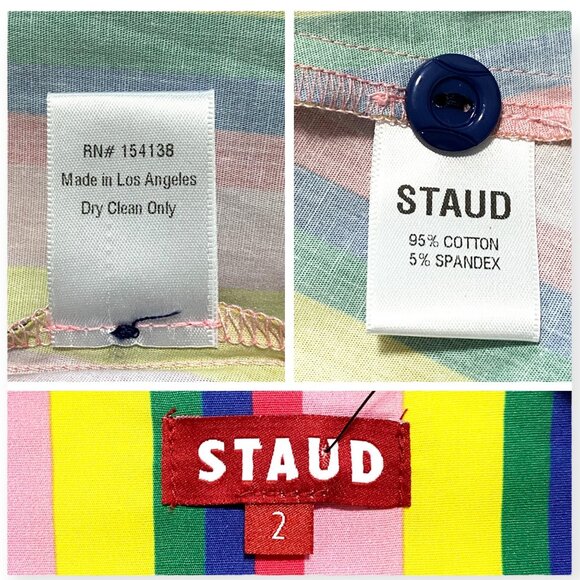 RN# 154138
Made in Los Angeles
Dry Clean Only
STAUD
95% COTTON
5% SPANDEX
STAUD
2